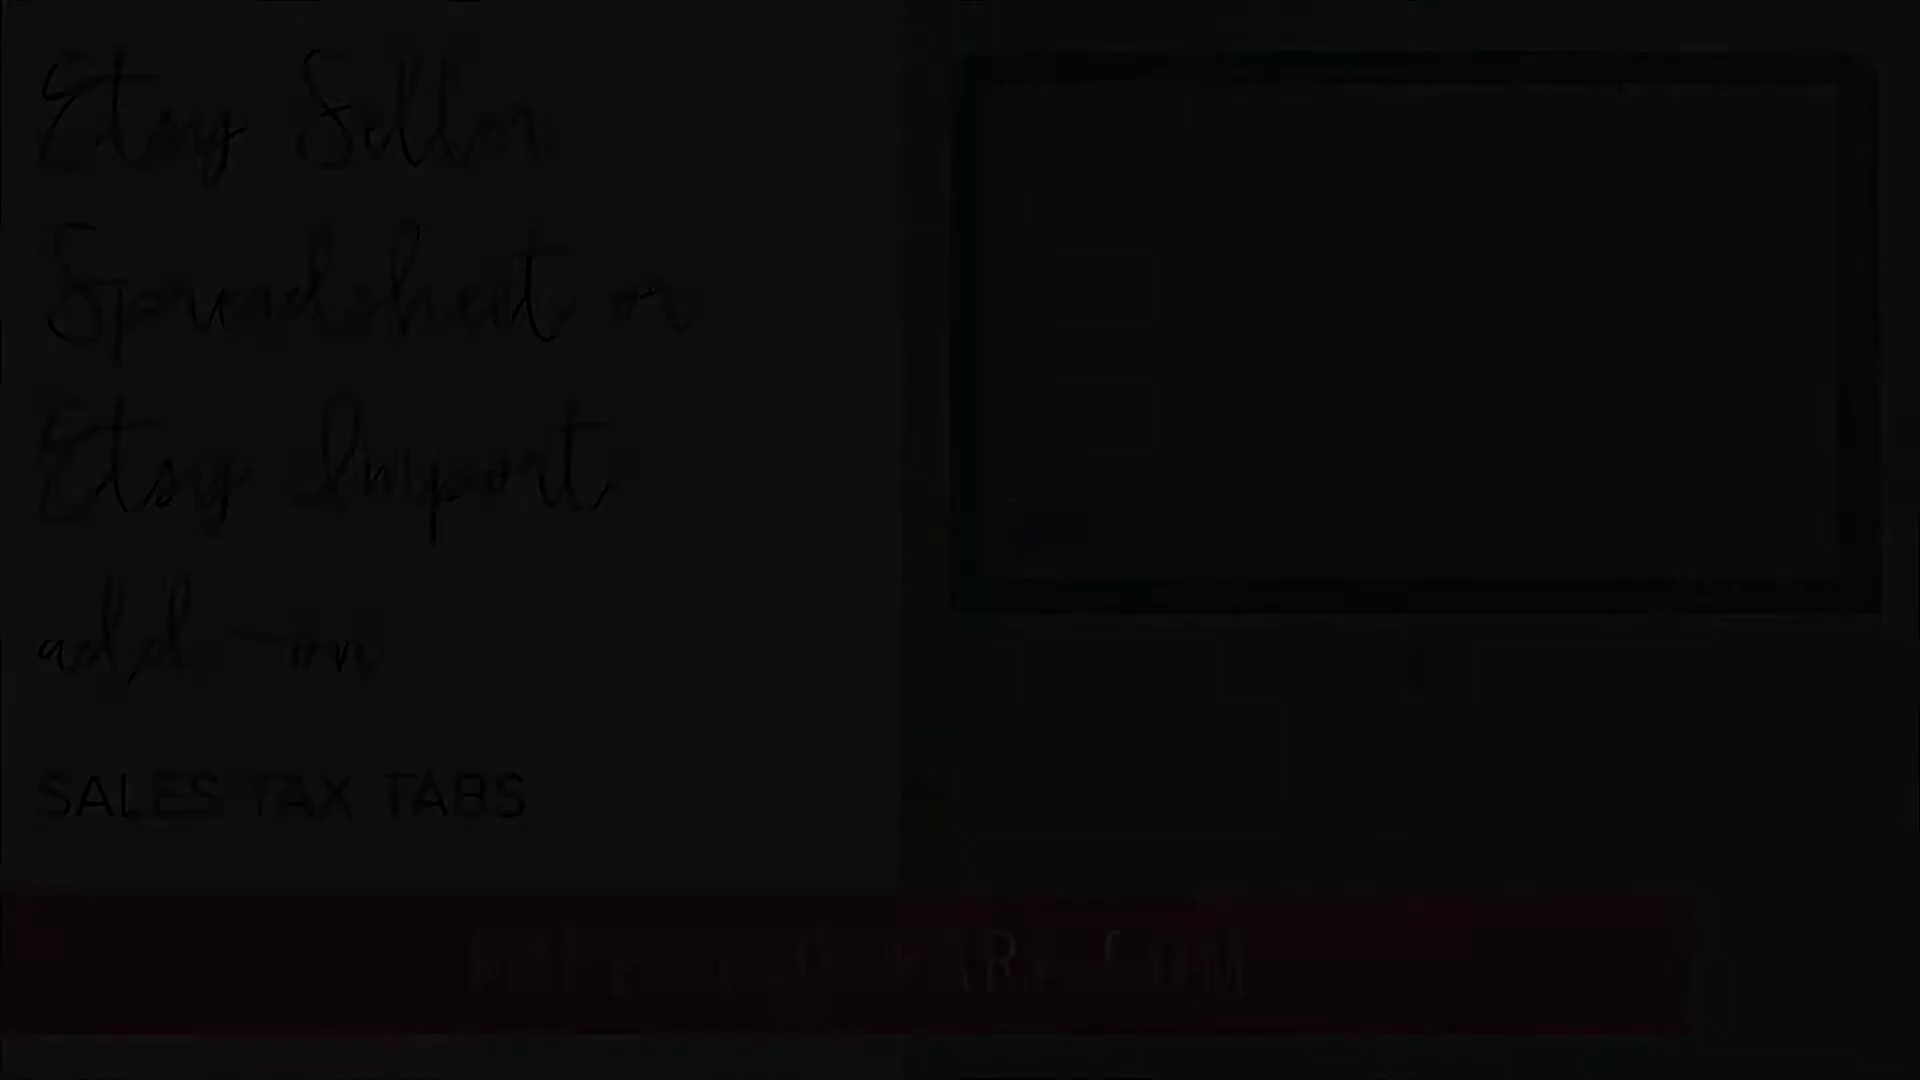 Etsy Seller
Spreadsheet or
Etsy Import
add-on
SALES TAX TABS